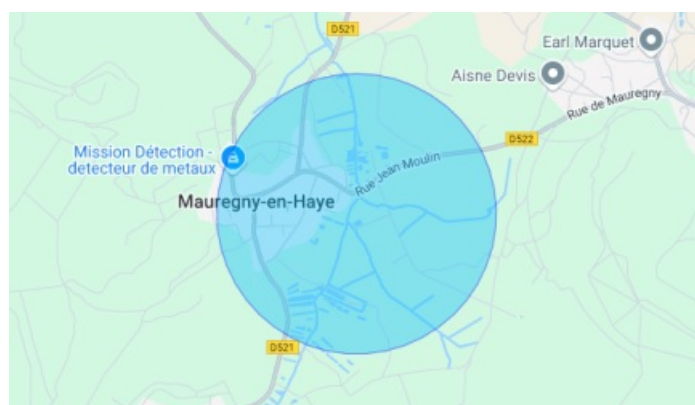 D521
Earl Marquet
Aisne Devis
Rue de Mauregny
D522
Mission Détection -
detecteur de metaux
Rue Jean Moulin
Mauregny-en-Haye
D521